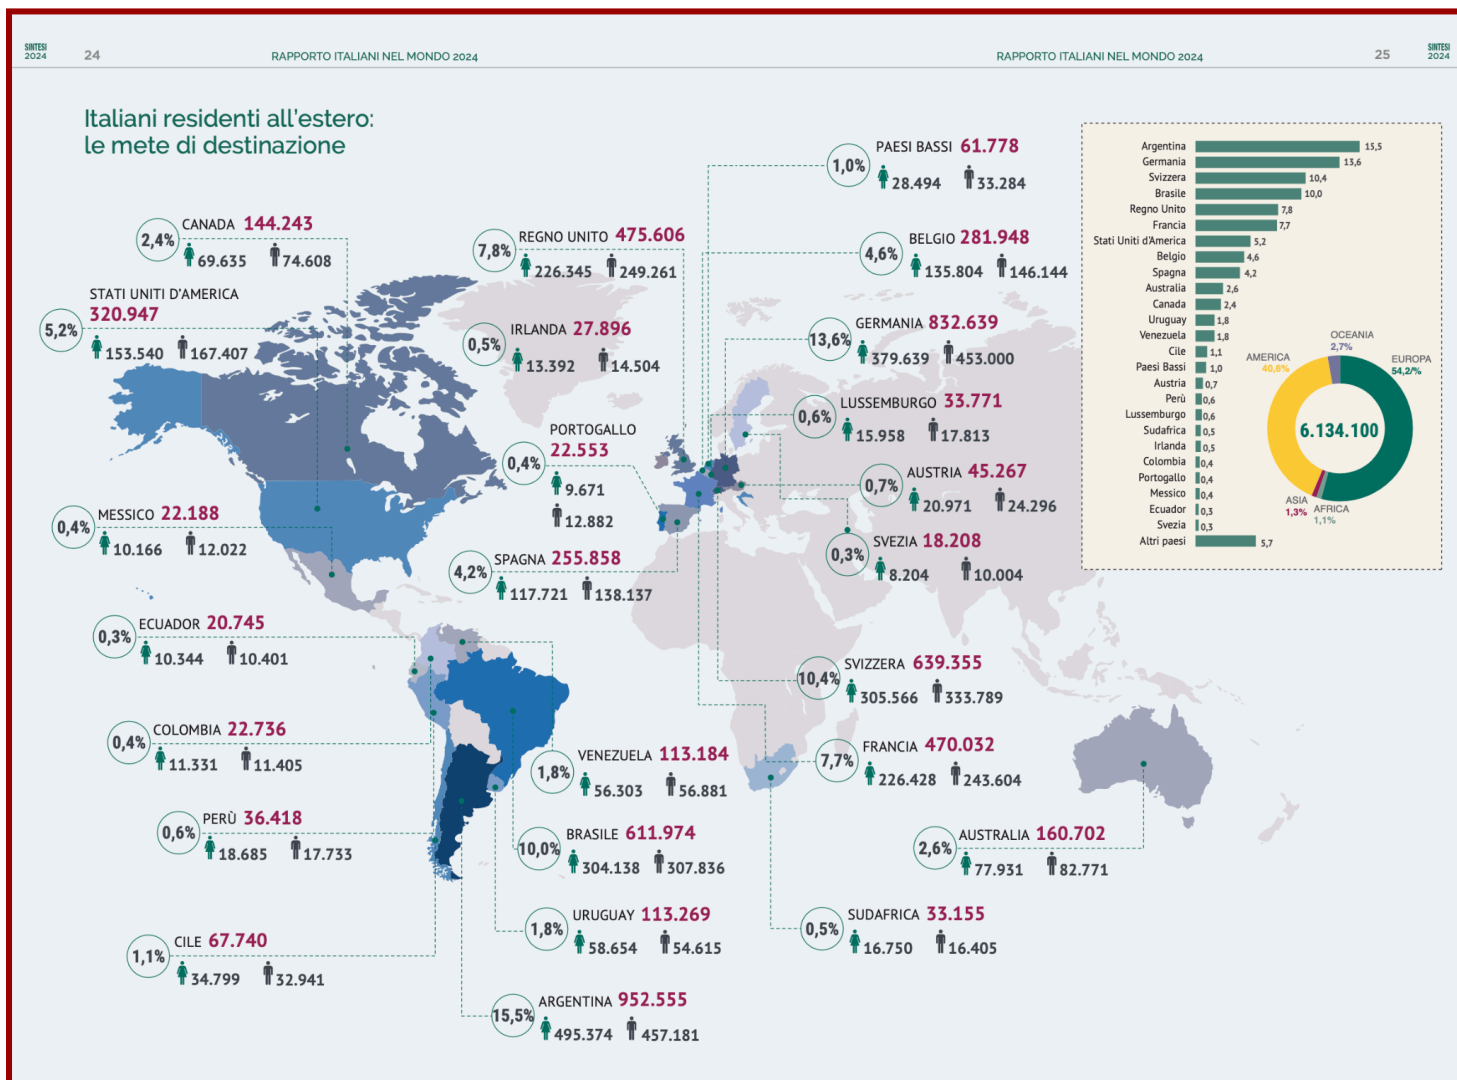 SINTESI
2024
24
RAPPORTO ITALIANI NEL MONDO 2024
RAPPORTO ITALIANI NEL MONDO 2024
25
SINTESI
2024
Italiani residenti all'estero:
le mete di destinazione
CANADA 144.243
2,4%
69.635 74.608
STATI UNITI D'AMERICA
320.947
5,2%
153.540 167.407
MESSICO 22.188
0,4%
10.166 12.022
ECUADOR 20.745
0,3%
10.344 10.401
COLOMBIA 22.736
0,4%
11.331 11.405
PERÙ 36.418
0,6%
18.685 17.733
CILE 67.740
1,1%
34.799 32.941
REGNO UNITO 475.606
7,8%
226.345 249.261
IRLANDA 27.896
0,5%
13.392 14.504
PORTOGALLO
22.553
0,4%
9.671
12.882
SPAGNA 255.858
4,2%
117.721 138.137
VENEZUELA 113.184
1,8%
56.303 56.881
BRASILE 611.974
10,0%
304.138 307.836
URUGUAY 113.269
1,8%
58.654 54.615
ARGENTINA 952.555
15,5%
495.374 457.181
PAESI BASSI 61.778
1,0%
28.494 33.284
BELGIO 281.948
4,6%
135.804 146.144
GERMANIA 832.639
13,6%
379.639 453.000
LUSSEMBURGO 33.771
0,6%
15.958 17.813
AUSTRIA 45.267
0,7%
20.971 24.296
SVEZIA 18.208
0,3%
8.204 10.004
SVIZZERA 639.355
10,4%
305.566 333.789
FRANCIA 470.032
7,7%
226.428 243.604
AUSTRALIA 160.702
2,6%
77.931 82.771
SUDAFRICA 33.155
0,5%
16.750 16.405
Argentina 15,5
Germania 13,6
Svizzera 10,4
Brasile 10,0
Regno Unito 7,8
Francia 7,7
Stati Uniti d'America 5,2
Belgio 4,6
Spagna 4,2
Australia 2,6
Canada 2,4
Uruguay 1,8
Venezuela 1,8
Cile 1,1
Paesi Bassi 1,0
Austria 0,7
Perù 0,6
Lussemburgo 0,6
Sudafrica 0,5
Irlanda 0,5
Colombia 0,4
Portogallo 0,4
Messico 0,4
Ecuador 0,3
Svezia 0,3
Altri paesi 5,7
OCEANIA
2,7%
AMERICA
40,6%
EUROPA
54,2/%
6.134.100
ASIA
1,3%
AFRICA
1,1%